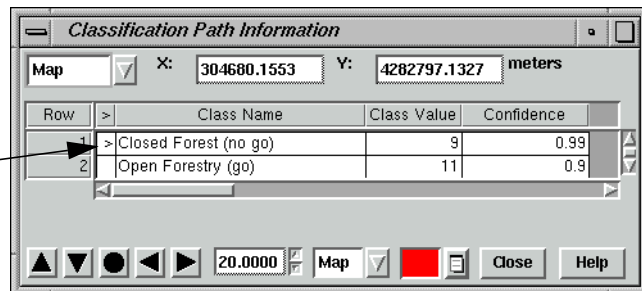 Classification Path Information
Map X: 304680.1553 Y: 4282797.1327 meters
Row > Class Name Class Value Confidence
1 > Closed Forest (no go) 9 0.99
2 Open Forestry (go) 11 0.9
20.0000 Map Close Help